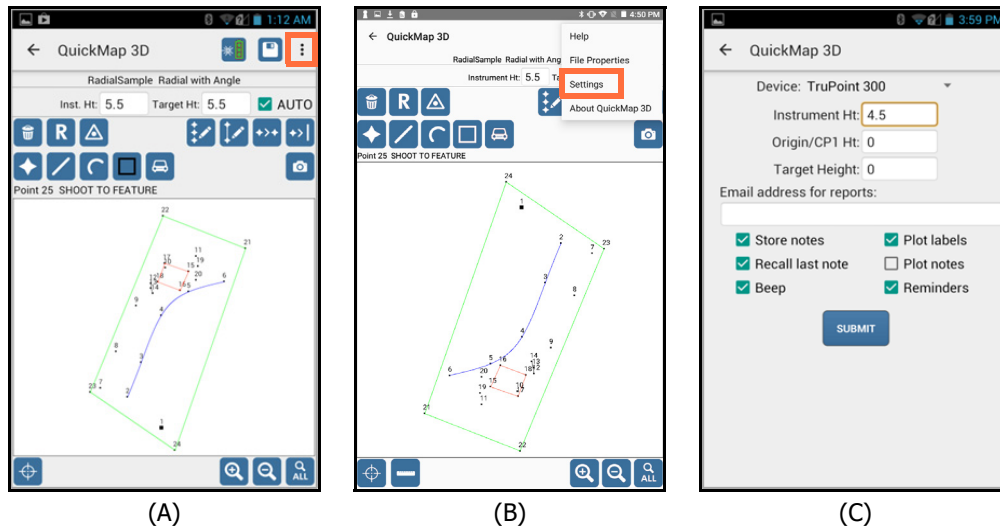 1:12 AM
QuickMap 3D
RadialSample Radial with Angle
Inst. Ht: 5.5 Target Ht: 5.5 AUTO
R
Point 25 SHOOT TO FEATURE
22
21
11
17
19
15
20
6
16
5
14
9
4
8
3
23 7
2
1
24
ALL
(A)
4:50 PM
QuickMap 3D
Help
File Properties
Settings
About QuickMap 3D
RadialSample Radial with Ang
Instrument Ht: 5.5 Ta
R
Point 25 SHOOT TO FEATURE
24
1
2
23
7
3
8
4
9
14
13
5 16
6
20
18
15
19
11
21
22
ALL
(B)
3:59 PM
QuickMap 3D
Device: TruPoint 300
Instrument Ht: 4.5
Origin/CP1 Ht: 0
Target Height: 0
Email address for reports:
Store notes Plot labels
Recall last note Plot notes
Beep Reminders
SUBMIT
(C)